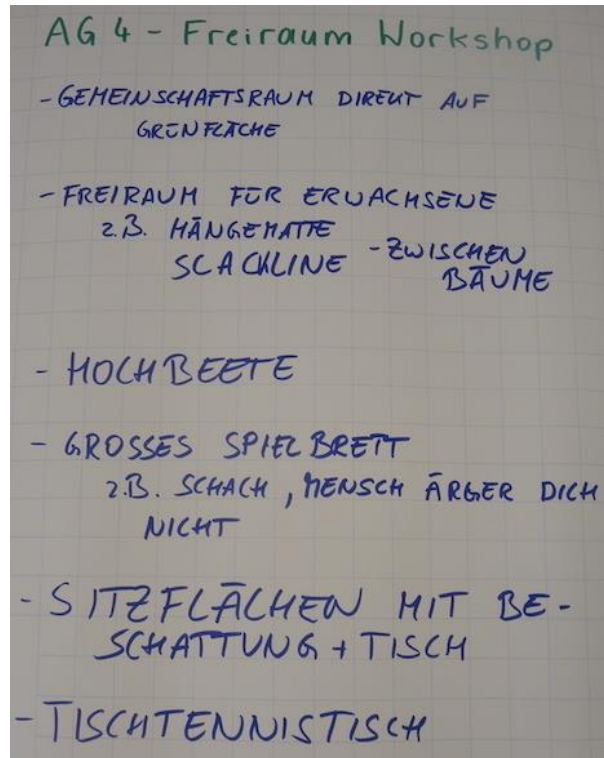 AG 4 - Freiraum Workshop
- GEMEINSCHAFTSRAUM DIREKT AUF
GRÜNFLÄCHE
- FREIRAUM FÜR ERWACHSENE
z.B. HÄNGEMATTE
SLACKLINE - ZWISCHEN
BÄUME
- HOCHBEETE
- GROSSES SPIELBRETT
z.B. SCHACH, MENSCH ÄRGER DICH
NICHT
- SITZFLÄCHEN MIT BE-
SCHATTUNG + TISCH
- TISCHTENNISTISCH